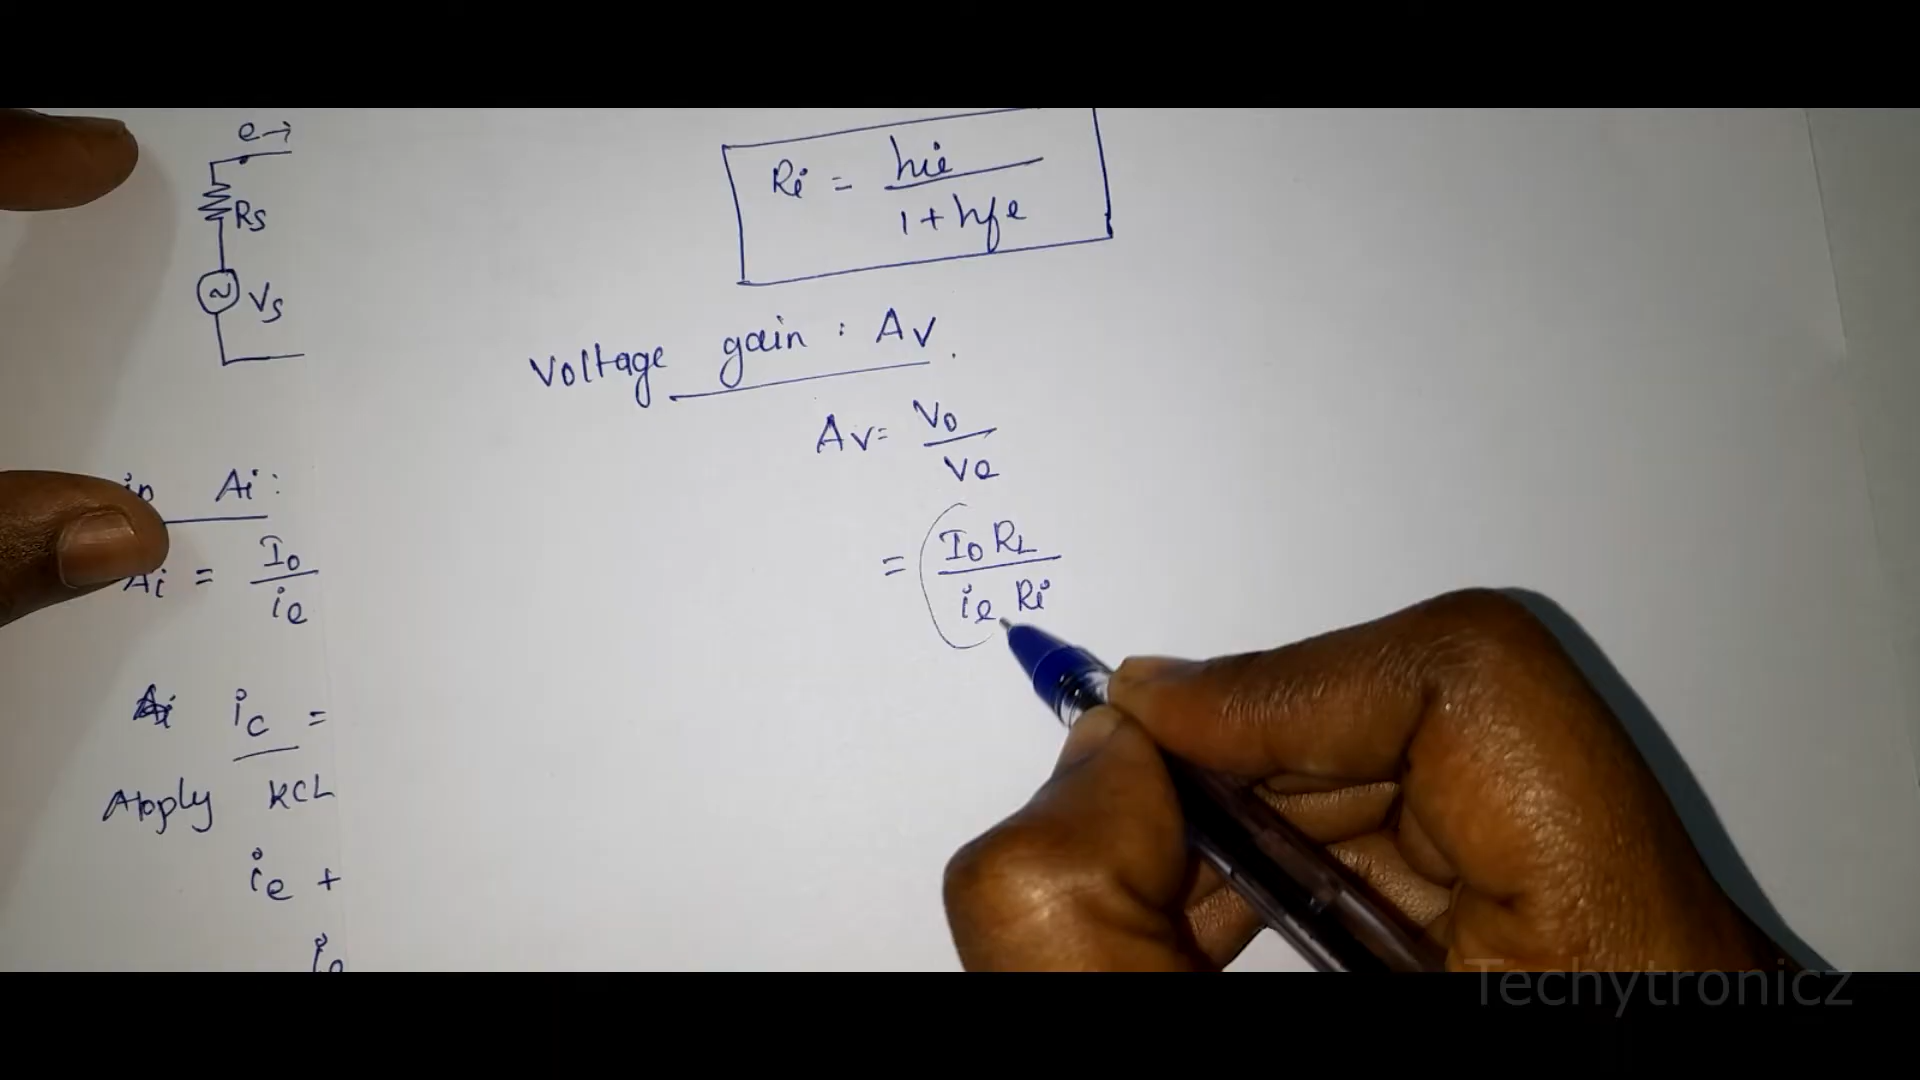 e→
RS
VS
Ai:
Ai = Io
ie
ic =
Apply KCL
ie +
Ri = hie
1 + hfe
Voltage gain : AV.
AV = Vo
Ve
= Io RL
ie Ri
Techytronicz